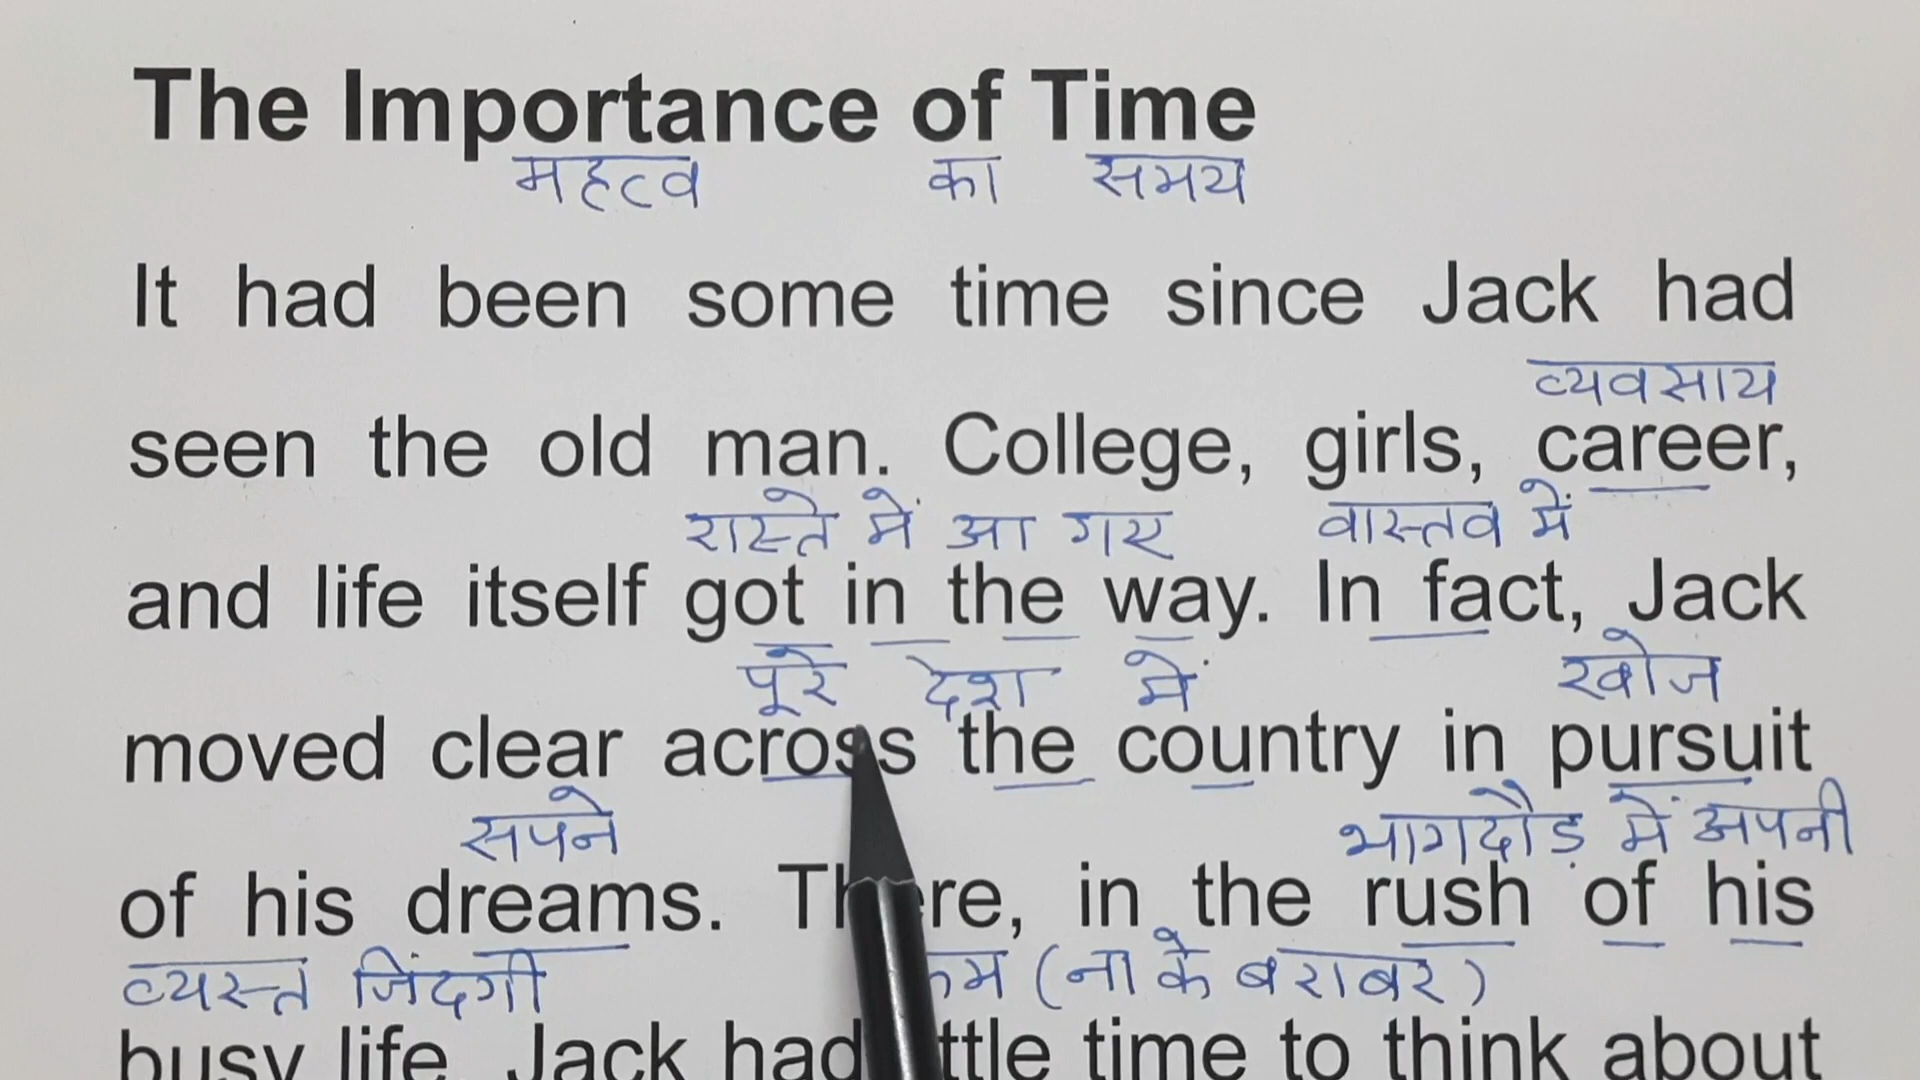 The Importance of Time
महत्व का समय
It had been some time since Jack had
व्यवसाय
seen the old man. College, girls, career,
रास्ते में आ गए वास्तव में
and life itself got in the way. In fact, Jack
पूरे देश में खोज
moved clear across the country in pursuit
सपने भागदौड़ में अपनी
of his dreams. in the rush of his
व्यस्त जिंदगी (ना के बराबर)
busy life, Jack had time to think about